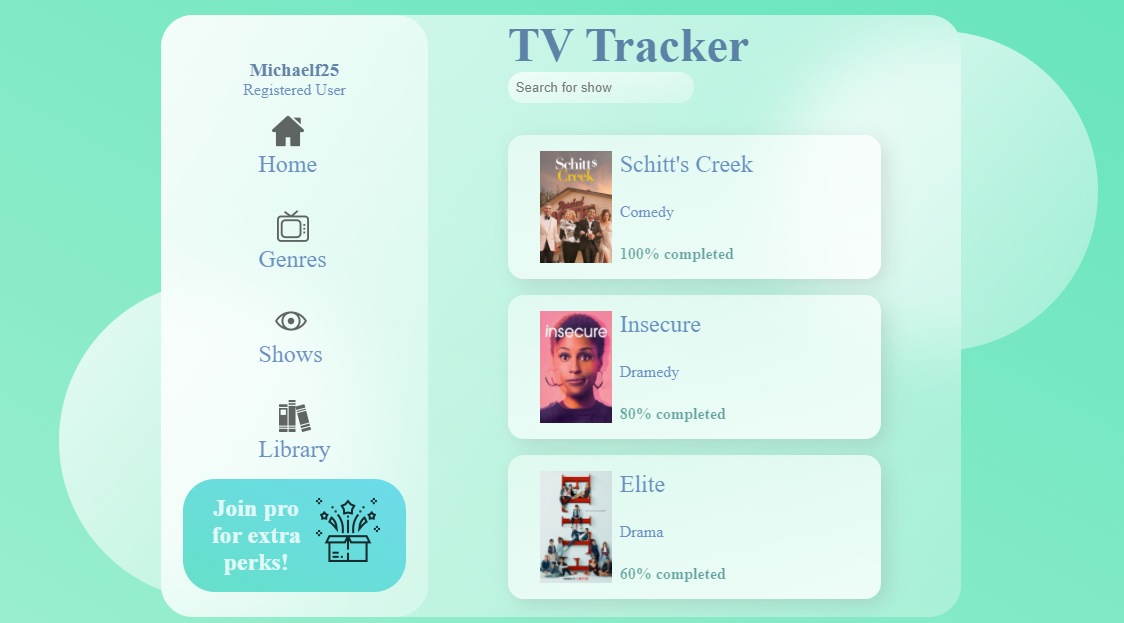 Michaelf25
Registered User
Home
Genres
Shows
Library
Join pro
for extra
perks!
TV Tracker
Search for show
Schitt's
Creek
Schitt's Creek
Comedy
100% completed
insecure
Insecure
Dramedy
80% completed
ELITE
Elite
Drama
60% completed